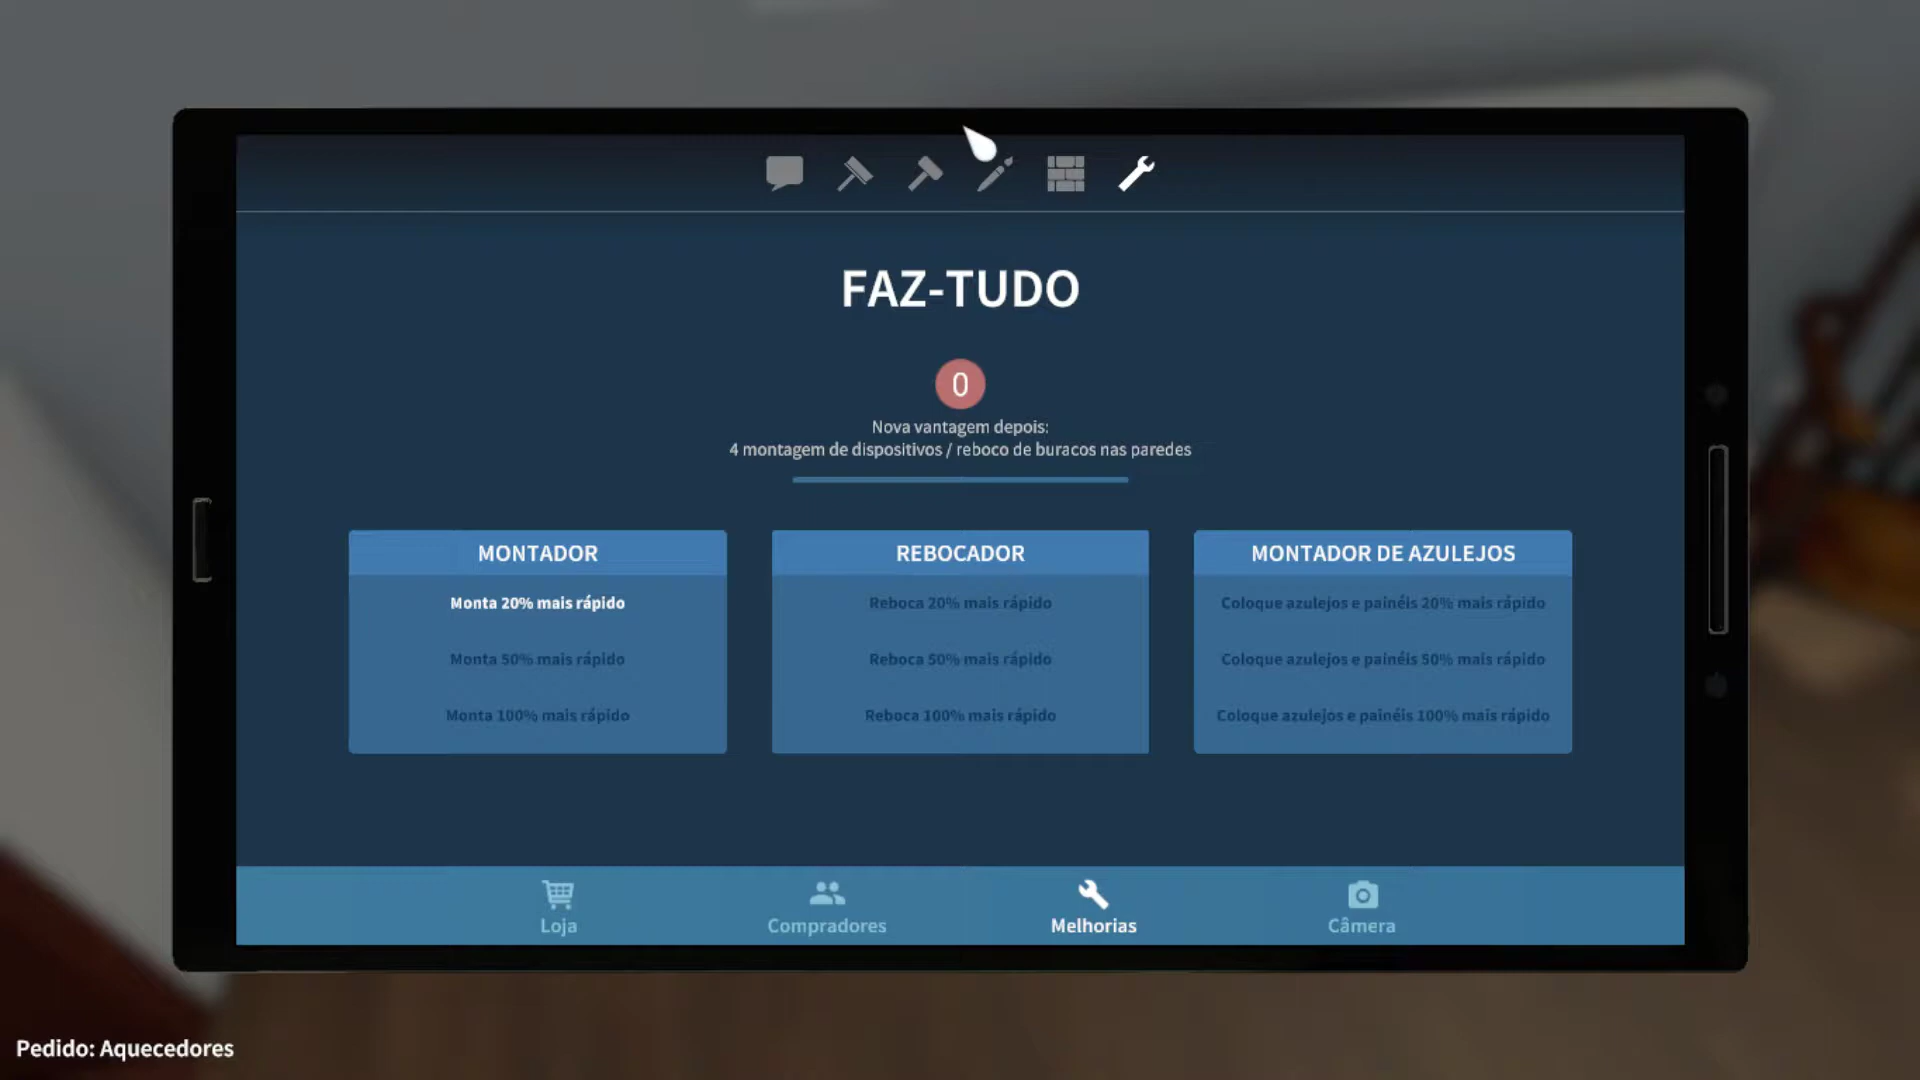 FAZ-TUDO
0
Nova vantagem depois:
4 montagem de dispositivos / reboco de buracos nas paredes
MONTADOR
Monta 20% mais rápido
Monta 50% mais rápido
Monta 100% mais rápido
REBOCADOR
Reboca 20% mais rápido
Reboca 50% mais rápido
Reboca 100% mais rápido
MONTADOR DE AZULEJOS
Coloque azulejos e painéis 20% mais rápido
Coloque azulejos e painéis 50% mais rápido
Coloque azulejos e painéis 100% mais rápido
Loja
Compradores
Melhorias
Câmera
Pedido: Aquecedores